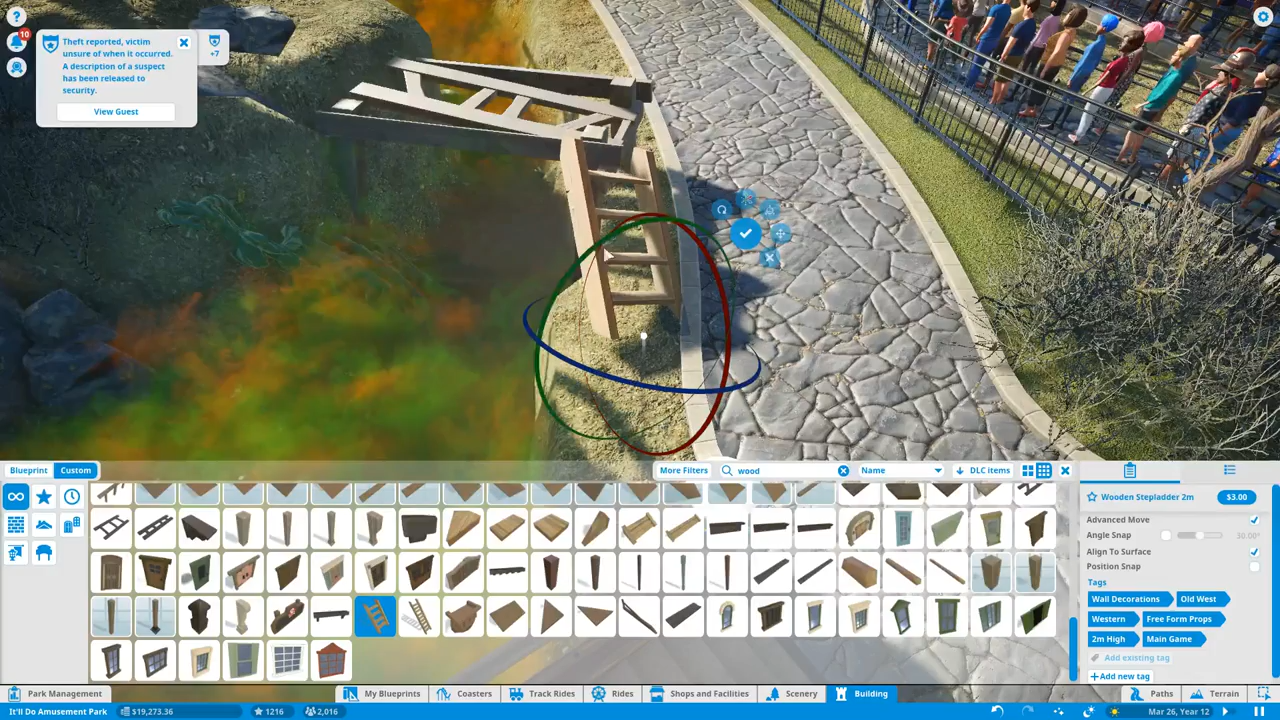 ?
10
Theft reported, victim
unsure of when it occurred.
A description of a suspect
has been released to
security.
View Guest
+7
Blueprint
Custom
More Filters
wood
Name
DLC items
Wooden Stepladder 2m
$3.00
Advanced Move
Angle Snap
30.00°
Align To Surface
Position Snap
Tags
Wall Decorations
Old West
Western
Free Form Props
2m High
Main Game
Add existing tag
+Add new tag
Park Management
My Blueprints
Coasters
Track Rides
Rides
Shops and Facilities
Scenery
Building
Paths
Terrain
It'll Do Amusement Park
$19,273.36
1216
2,016
Mar 26, Year 12